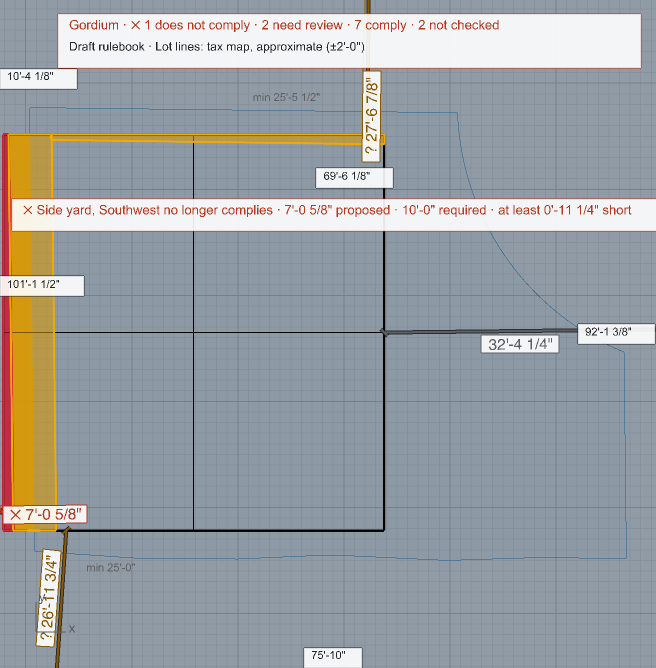 Gordium · ✕ 1 does not comply · 2 need review · 7 comply · 2 not checked
Draft rulebook · Lot lines: tax map, approximate (±2'-0")
10'-4 1/8"
min 25'-5 1/2"
? 27'-6 7/8"
69'-6 1/8"
✕ Side yard, Southwest no longer complies · 7'-0 5/8" proposed · 10'-0" required · at least 0'-11 1/4" short
101'-1 1/2"
92'-1 3/8"
32'-4 1/4"
✕ 7'-0 5/8"
min 25'-0"
? 26'-11 3/4"
x
75'-10"